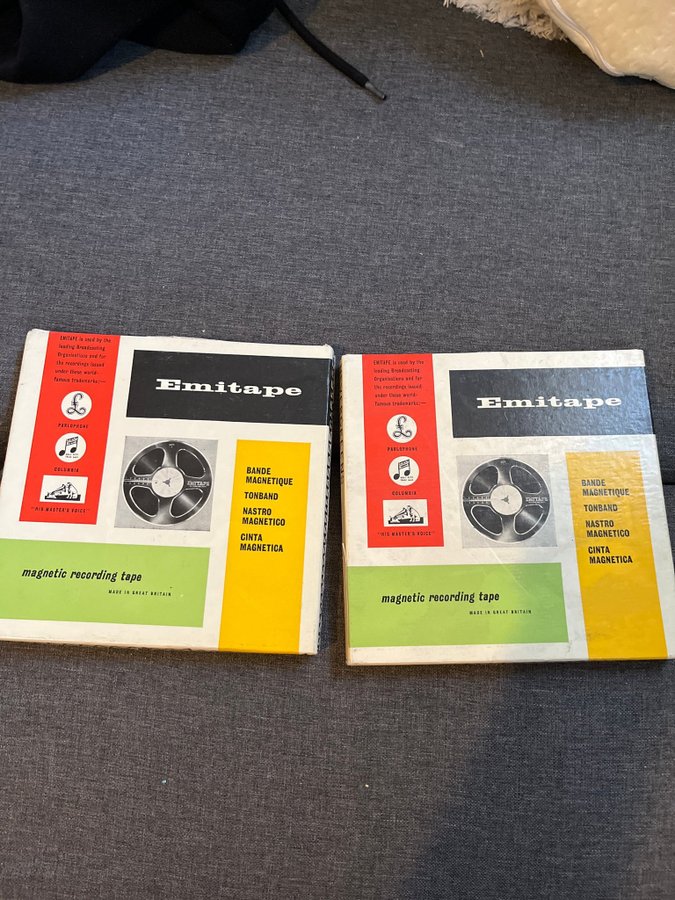 EMITAPE is used by the
leading Broadcasting
Organisations and for
the recordings issued
under these world-
famous trademarks:—
PARLOPHONE
COLUMBIA
"HIS MASTER'S VOICE"
Emitape
EMITAPE
BANDE
MAGNETIQUE
TONBAND
NASTRO
MAGNETICO
CINTA
MAGNETICA
magnetic recording tape
MADE IN GREAT BRITAIN
EMITAPE is used by the
leading Broadcasting
Organisations and for
the recordings issued
under these world-
famous trademarks:—
PARLOPHONE
COLUMBIA
"HIS MASTER'S VOICE"
Emitape
EMITAPE
BANDE
MAGNETIQUE
TONBAND
NASTRO
MAGNETICO
CINTA
MAGNETICA
magnetic recording tape
MADE IN GREAT BRITAIN